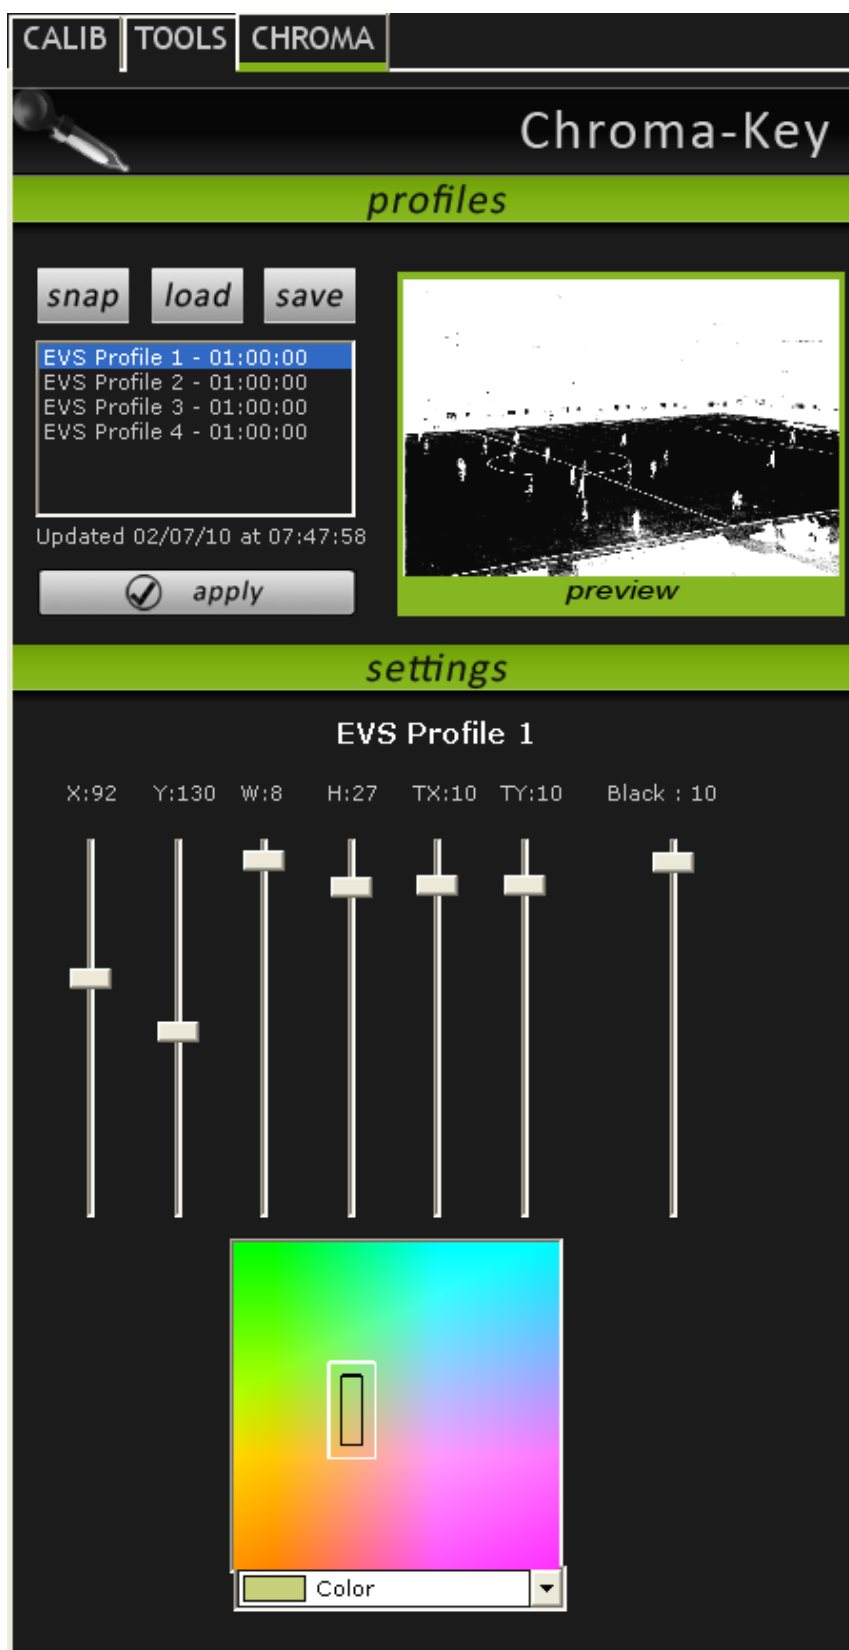 CALIB TOOLS CHROMA
Chroma-Key
profiles
snap load save
EVS Profile 1 - 01:00:00
EVS Profile 2 - 01:00:00
EVS Profile 3 - 01:00:00
EVS Profile 4 - 01:00:00
Updated 02/07/10 at 07:47:58
apply
preview
settings
EVS Profile 1
X:92 Y:130 W:8 H:27 TX:10 TY:10 Black : 10
Color